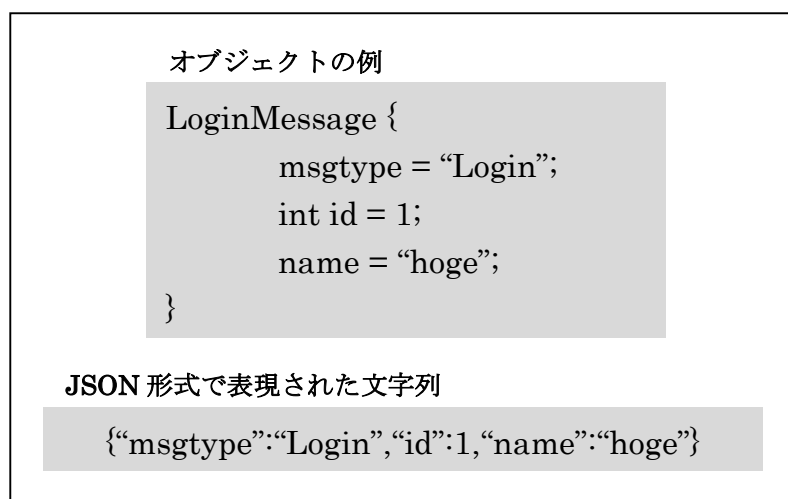 オブジェクトの例
LoginMessage {
msgtype = “Login”;
int id = 1;
name = “hoge”;
}
JSON 形式で表現された文字列
{“msgtype”:“Login”,“id”:1,“name”:“hoge”}